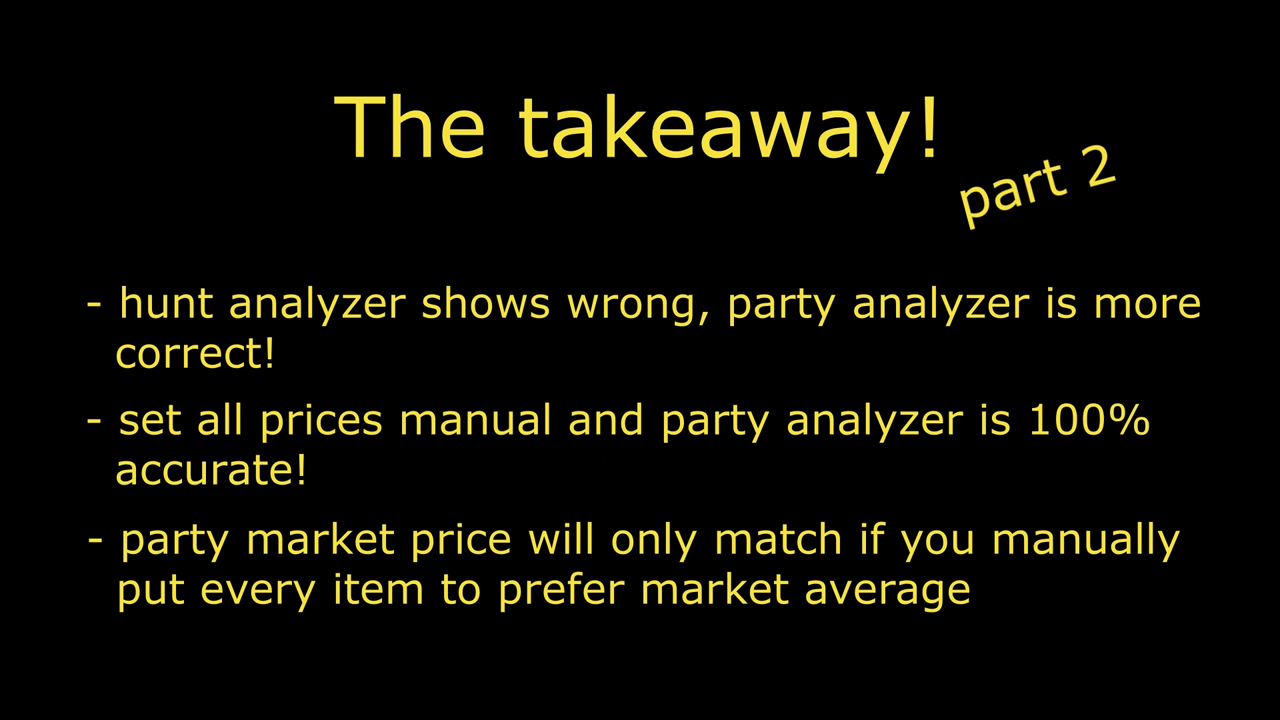 The takeaway!
part 2
- hunt analyzer shows wrong, party analyzer is more
correct!
- set all prices manual and party analyzer is 100%
accurate!
- party market price will only match if you manually
put every item to prefer market average